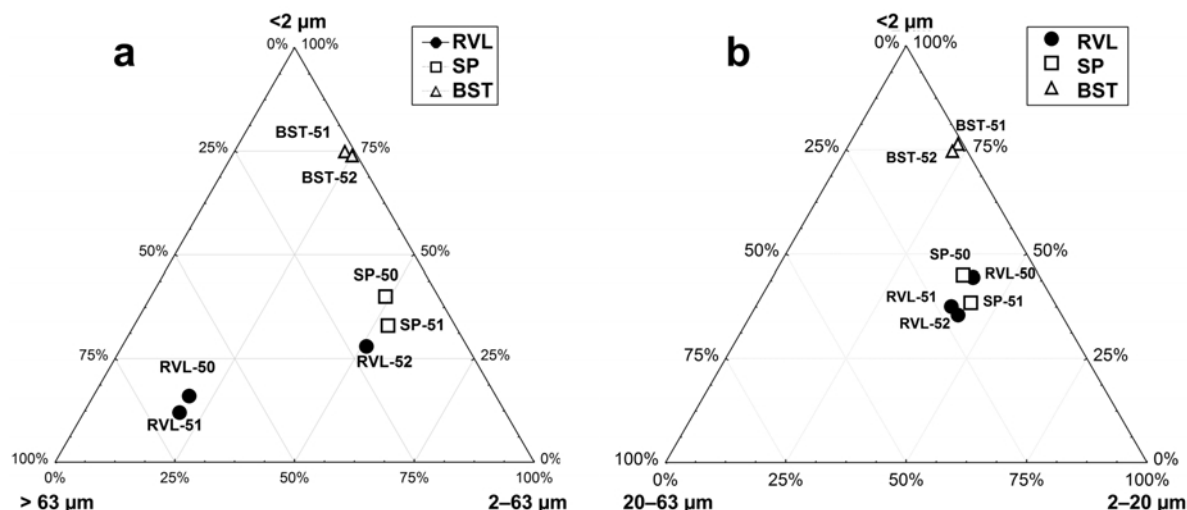 a
<2 µm
0% 100%
RVL
SP
BST
BST-51
25%
75%
BST-52
50%
50%
SP-50
SP-51
RVL-52
75%
25%
RVL-50
RVL-51
100%
0%
0%
25%
50%
75%
100%
> 63 µm
2–63 µm
b
<2 µm
0% 100%
RVL
SP
BST
BST-51
25%
75%
BST-52
50%
50%
SP-50
RVL-50
RVL-51
SP-51
RVL-52
75%
25%
100%
0%
0%
25%
50%
75%
100%
20–63 µm
2–20 µm